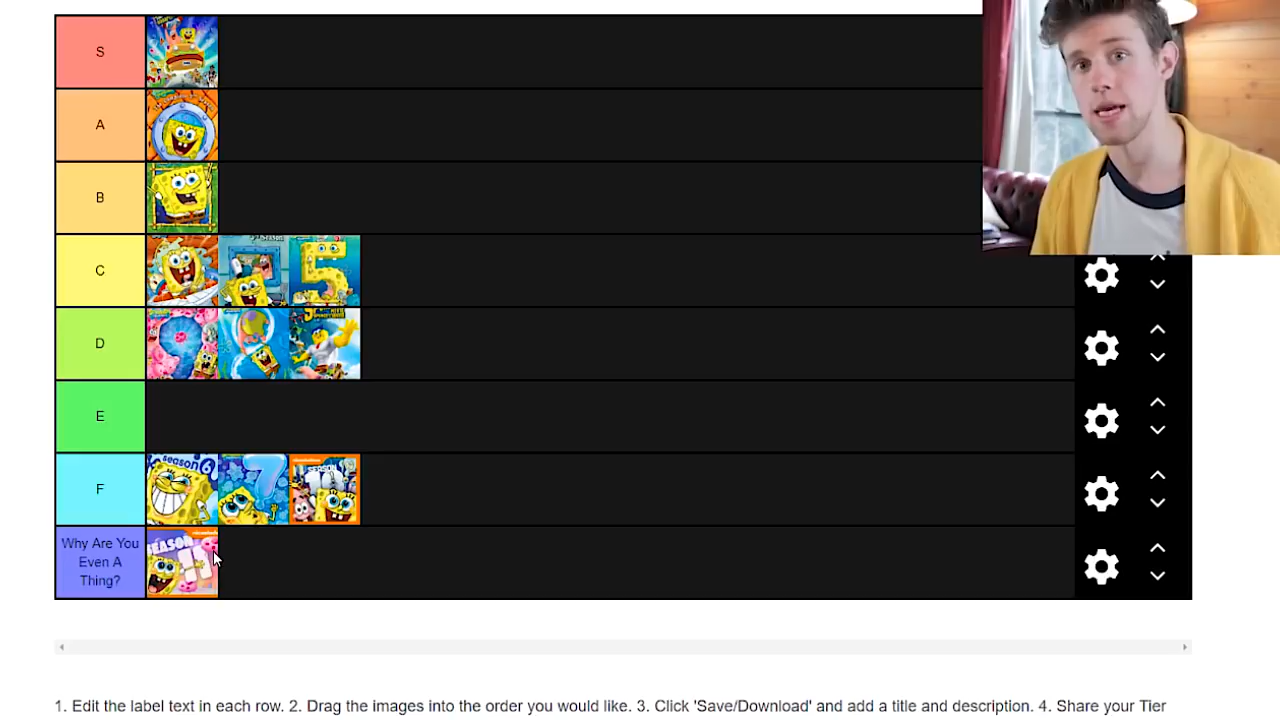 S
A
B
C
SEASON
5
D
E
F
season 6
7
SEASON
10
Why Are You
Even A
Thing?
SEASON
11
1. Edit the label text in each row. 2. Drag the images into the order you would like. 3. Click 'Save/Download' and add a title and description. 4. Share your Tier